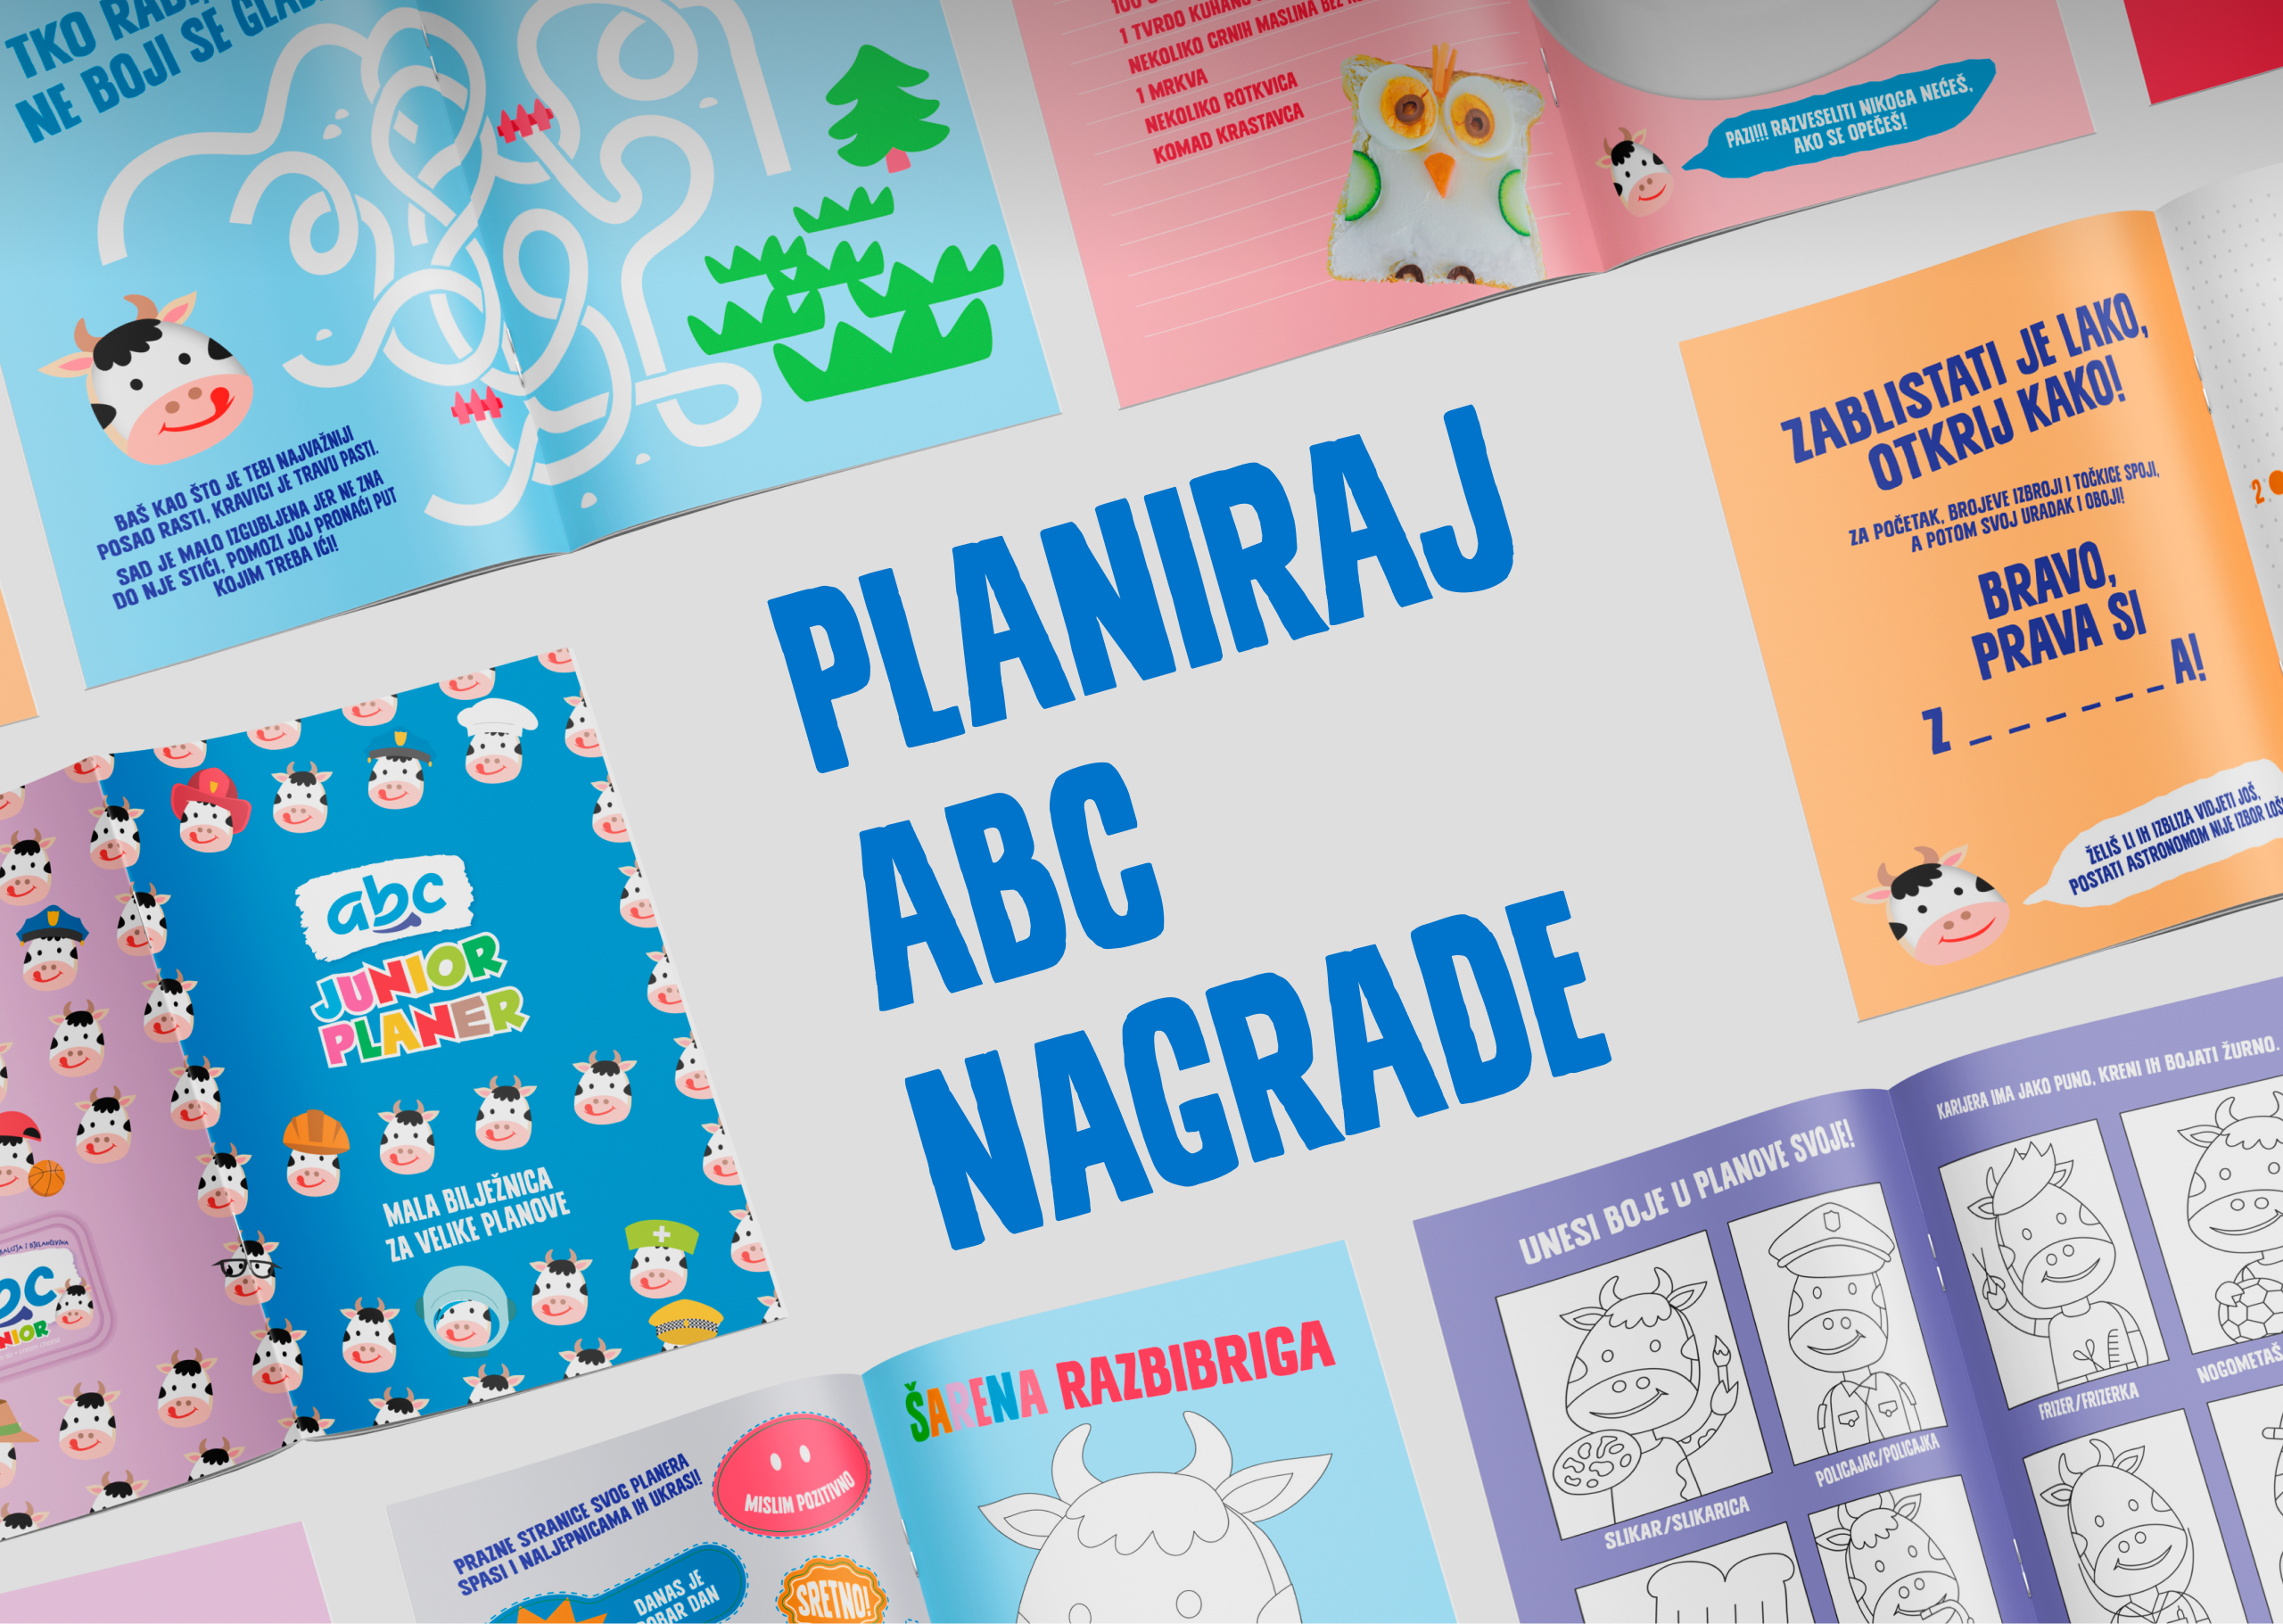 TKO
NE BOJI SE
BAŠ KAO ŠTO JE TEBI NAJVAŽNIJI
POSAO RASTI, KRAVICI JE TRAVU PASTI.
SAD JE MALO IZGUBLJENA JER NE ZNA
DO NJE STIĆI, POMOZI JOJ PRONAĆI PUT
KOJIM TREBA IĆI!
1 TVRDO KUHANO
NEKOLIKO CRNIH MASLINA BEZ
1 MRKVA
NEKOLIKO ROTKVICA
KOMAD KRASTAVCA
PAZI!!! RAZVESELITI NIKOGA NEĆEŠ,
AKO SE OPEČEŠ!
ZABLISTATI JE LAKO,
OTKRIJ KAKO!
ZA POČETAK, BROJEVE IZBROJI I TOČKICE SPOJI,
A POTOM SVOJ URADAK I OBOJI!
BRAVO,
PRAVA SI
Z _ _ _ _ _ _ A!
2
ŽELIŠ LI IH IZBLIZA VIDJETI JOŠ,
POSTATI ASTRONOMOM NIJE IZBOR LOŠ
PLANIRAJ
ABC
NAGRADE
abc
JUNIOR
PLANER
MALA BILJEŽNICA
ZA VELIKE PLANOVE
ŠARENA RAZBIBRIGA
PRAZNE STRANICE SVOG PLANERA
SPASI I NALJEPNICAMA IH UKRASI!
MISLIM POZITIVNO
DANAS JE
DAN
SRETNO!
UNESI BOJE U PLANOVE SVOJE!
KARIJERA IMA JAKO PUNO, KRENI IH BOJATI ŽURNO.
SLIKAR/SLIKARICA
POLICAJAC/POLICAJKA
FRIZER/FRIZERKA
NOGOMETAŠ